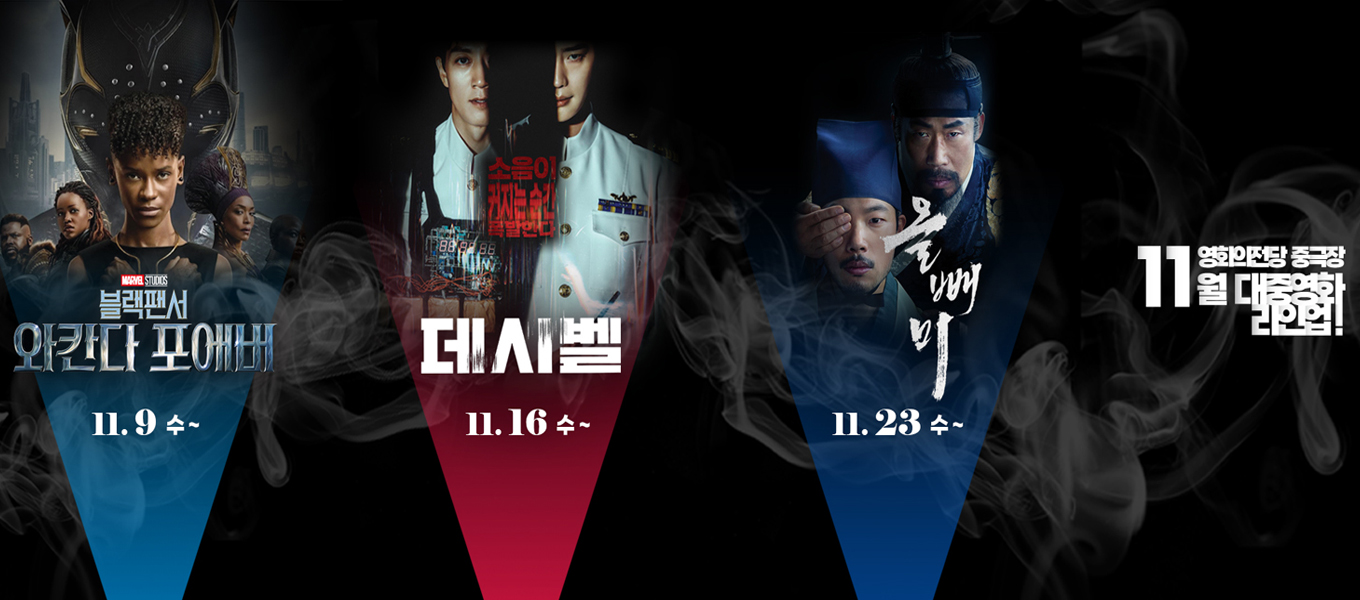 MARVEL STUDIOS
블랙팬서
와칸다 포에버
11. 9 수~
소음이
커지는 순간
폭발한다
88:88:88
데시벨
11. 16 수~
올빼미
11. 23 수~
11월 영화의전당 중극장
대중영화
라인업!